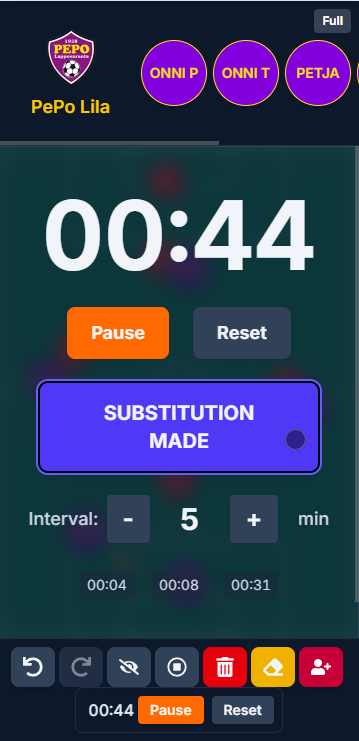 Full
1958
PEPO
Lappeenranta
PePo Lila
ONNI P
ONNI T
PETJA
00:44
Pause
Reset
SUBSTITUTION
MADE
Interval:
-
5
+
min
00:04
00:08
00:31
00:44
Pause
Reset